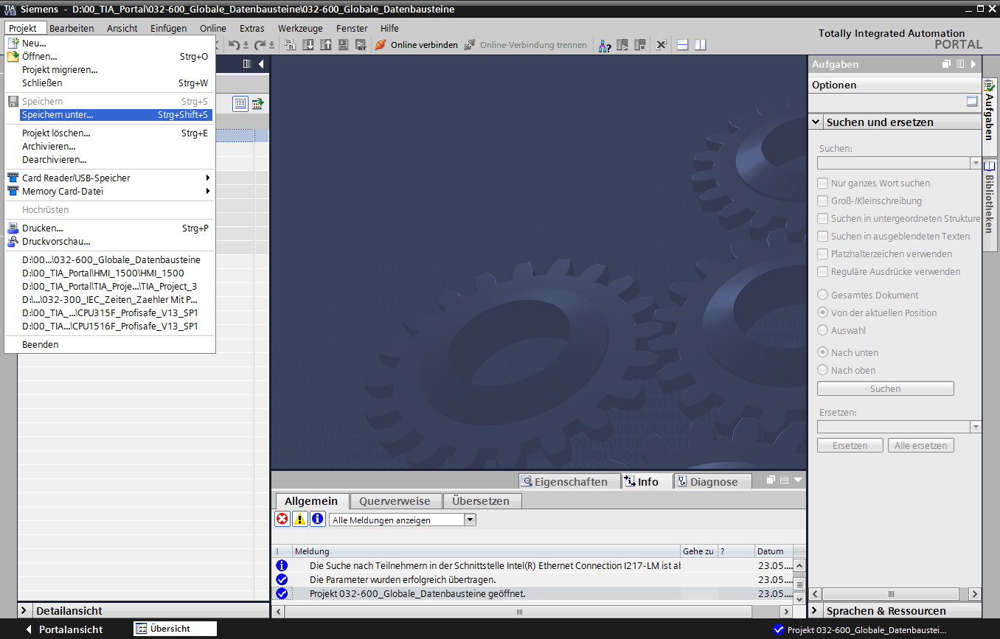 TIA V13 Siemens - D:\00_TIA_Portal\032-600_Globale_Datenbausteine\032-600_Globale_Datenbausteine
Projekt Bearbeiten Ansicht Einfügen Online Extras Werkzeuge Fenster Hilfe
Totally Integrated Automation
PORTAL
Online verbinden Online-Verbindung trennen
Neu...
Öffnen... Strg+O
Projekt migrieren...
Schließen Strg+W
Speichern Strg+S
Speichern unter... Strg+Shift+S
Projekt löschen... Strg+E
Archivieren...
Dearchivieren...
Card Reader/USB-Speicher
Memory Card-Datei
Hochrüsten
Drucken... Strg+P
Druckvorschau...
D:\00...\032-600_Globale_Datenbausteine
D:\00_TIA_Portal\HMI_1500\HMI_1500
D:\00_TIA_Portal\TIA_Proje...\TIA_Project_3
D:\...\032-300_IEC_Zeiten_Zaehler Mit P...
D:\00_TIA_...\CPU315F_Profisafe_V13_SP1
D:\00_TIA...\CPU1516F_Profisafe_V13_SP1
Beenden
Aufgaben
Optionen
Suchen und ersetzen
Suchen:
Nur ganzes Wort suchen
Groß-/Kleinschreibung
Suchen in untergeordneten Strukture
Suchen in ausgeblendeten Texten
Platzhalterzeichen verwenden
Reguläre Ausdrücke verwenden
Gesamtes Dokument
Von der aktuellen Position
Auswahl
Nach unten
Nach oben
Suchen
Ersetzen:
Ersetzen Alle ersetzen
Sprachen & Ressourcen
Aufgaben
Bibliotheken
Eigenschaften Info Diagnose
Allgemein Querverweise Übersetzen
Alle Meldungen anzeigen
! Meldung Gehe zu ? Datum
Die Suche nach Teilnehmern in der Schnittstelle Intel(R) Ethernet Connection I217-LM ist ab 23.05....
Die Parameter wurden erfolgreich übertragen. 23.05....
Projekt 032-600_Globale_Datenbausteine geöffnet. 23.05....
Detailansicht
Portalansicht Übersicht Projekt 032-600_Globale_Datenbaustei...